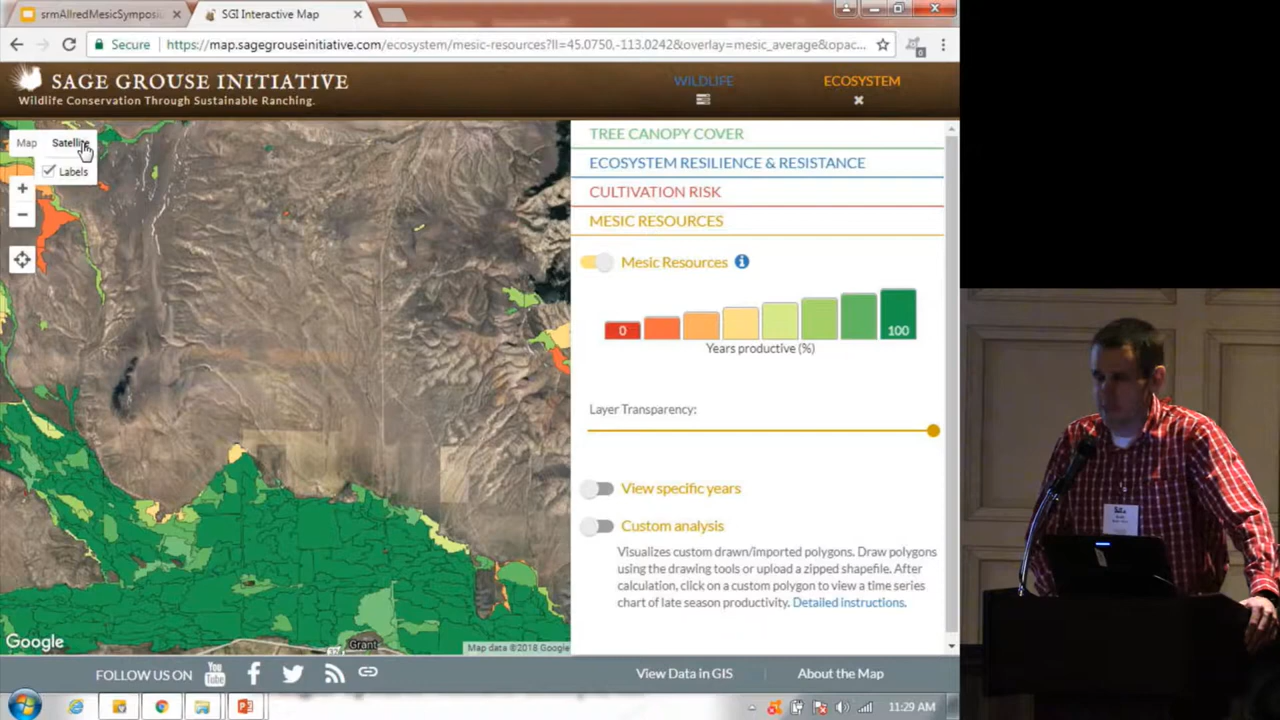 srmAllredMesicSymposiu
SGI Interactive Map
Secure
https://map.sagegrouseinitiative.com/ecosystem/mesic-resources?ll=45.0750,-113.0242&overlay=mesic_average&opac...
0
SAGE GROUSE INITIATIVE
Wildlife Conservation Through Sustainable Ranching.
WILDLIFE
ECOSYSTEM
Map
Satellite
Labels
TREE CANOPY COVER
ECOSYSTEM RESILIENCE & RESISTANCE
CULTIVATION RISK
MESIC RESOURCES
Mesic Resources
0
100
Years productive (%)
Layer Transparency:
View specific years
Custom analysis
Visualizes custom drawn/imported polygons. Draw polygons
using the drawing tools or upload a zipped shapefile. After
calculation, click on a custom polygon to view a time series
chart of late season productivity. Detailed instructions.
Grant
Google
Map data ©2018 Google
FOLLOW US ON
You
Tube
View Data in GIS
About the Map
11:29 AM